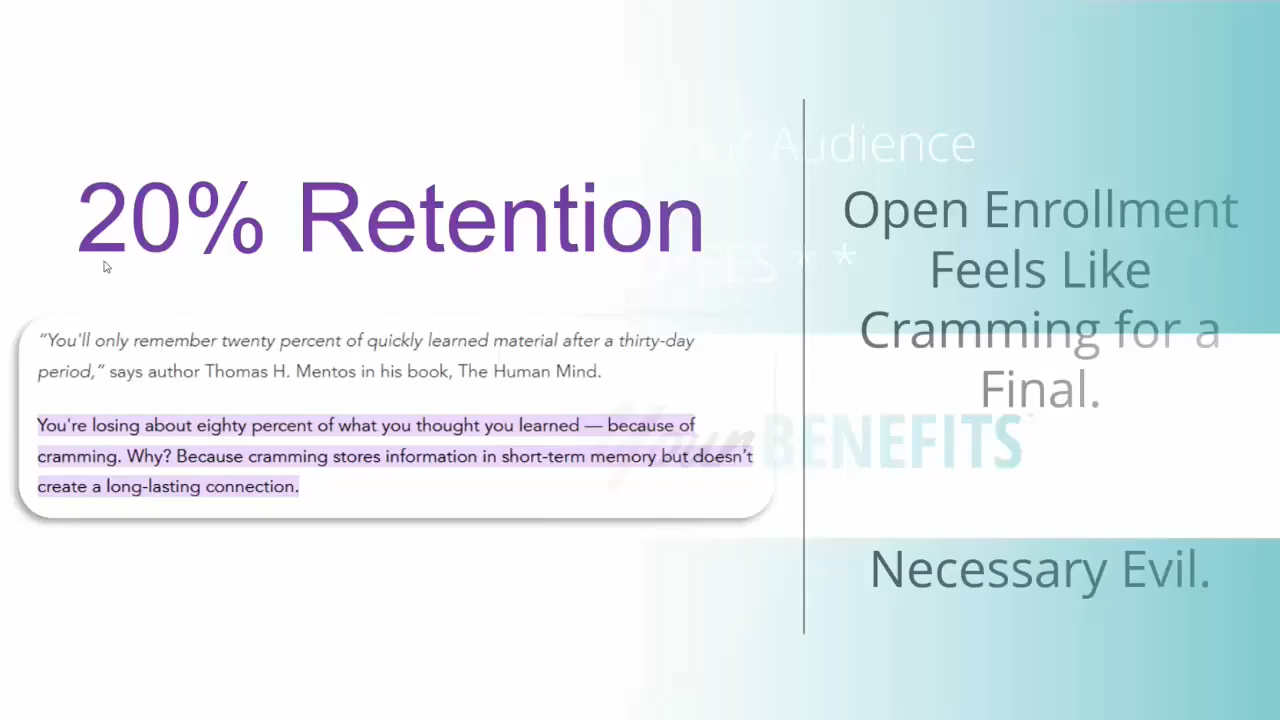 20% Retention
“You'll only remember twenty percent of quickly learned material after a thirty-day
period,” says author Thomas H. Mentos in his book, The Human Mind.
You're losing about eighty percent of what you thought you learned — because of
cramming. Why? Because cramming stores information in short-term memory but doesn’t
create a long-lasting connection.
Audience
Open Enrollment
Feels Like
Cramming for a
Final.
Your BENEFITS
Necessary Evil.